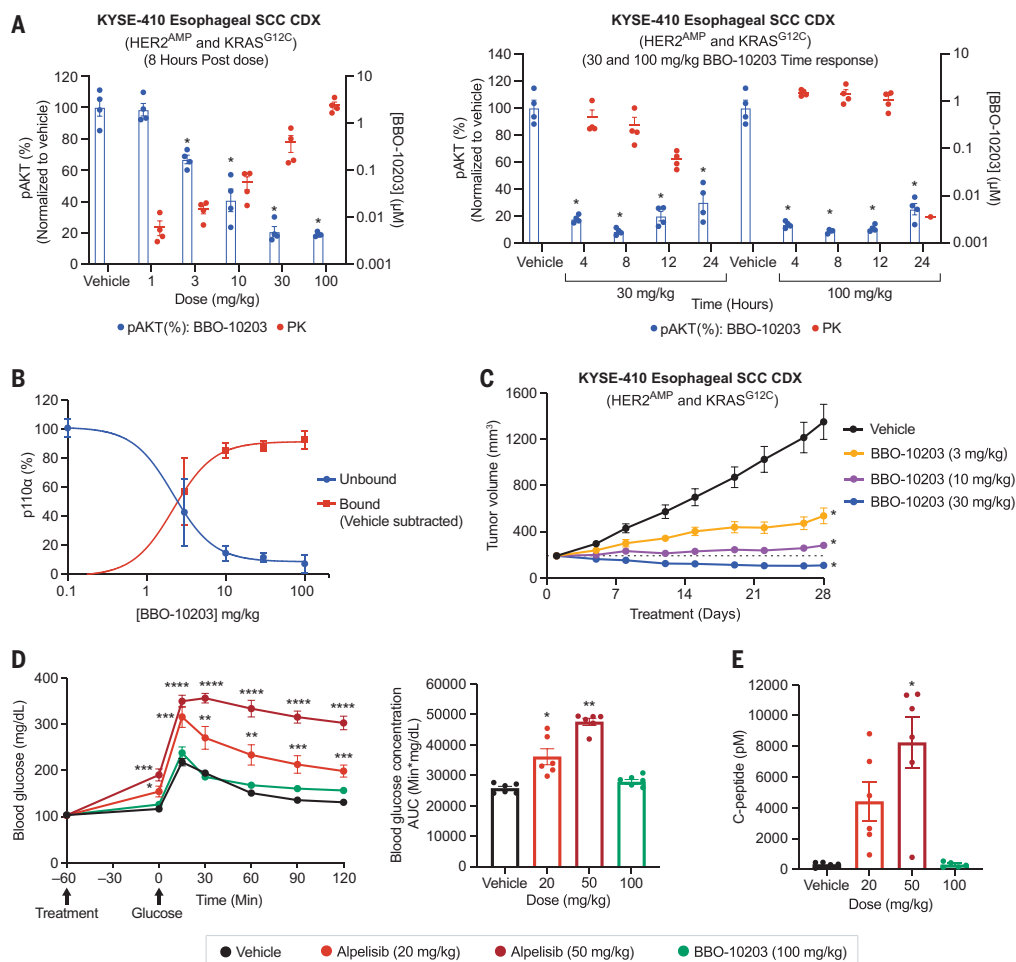 A
KYSE-410 Esophageal SCC CDX
(HER2AMP and KRASG12C)
(8 Hours Post dose)
pAKT (%)
(Normalized to vehicle)
120
100
80
60
40
20
0
10
1
0.1
0.01
0.001
[BBO-10203] (µM)
*
*
*
*
Vehicle 1 3 10 30 100
Dose (mg/kg)
pAKT(%): BBO-10203 PK
KYSE-410 Esophageal SCC CDX
(HER2AMP and KRASG12C)
(30 and 100 mg/kg BBO-10203 Time response)
pAKT (%)
(Normalized to vehicle)
140
120
100
80
60
40
20
0
10
1
0.1
0.01
0.001
[BBO-10203] (µM)
* * * * * * * *
Vehicle 4 8 12 24 Vehicle 4 8 12 24
30 mg/kg 100 mg/kg
Time (Hours)
pAKT(%): BBO-10203 PK
B
p110α (%)
120
100
80
60
40
20
0
0.1 1 10 100
[BBO-10203] mg/kg
Unbound
Bound
(Vehicle subtracted)
C
KYSE-410 Esophageal SCC CDX
(HER2AMP and KRASG12C)
Tumor volume (mm3)
1600
1200
800
400
0
0 7 14 21 28
Treatment (Days)
*
*
*
Vehicle
BBO-10203 (3 mg/kg)
BBO-10203 (10 mg/kg)
BBO-10203 (30 mg/kg)
D
Blood glucose (mg/dL)
400
300
200
100
0
**** **** **** **** ****
*** ** ** *** ***
***
*
–60 –30 0 30 60 90 120
Time (Min)
Treatment Glucose
Blood glucose concentration
AUC (Min*mg/dL)
60000
50000
40000
30000
20000
10000
0
* **
Vehicle 20 50 100
Dose (mg/kg)
E
C-peptide (pM)
12000
10000
8000
6000
4000
2000
0
*
Vehicle 20 50 100
Dose (mg/kg)
Vehicle Alpelisib (20 mg/kg) Alpelisib (50 mg/kg) BBO-10203 (100 mg/kg)